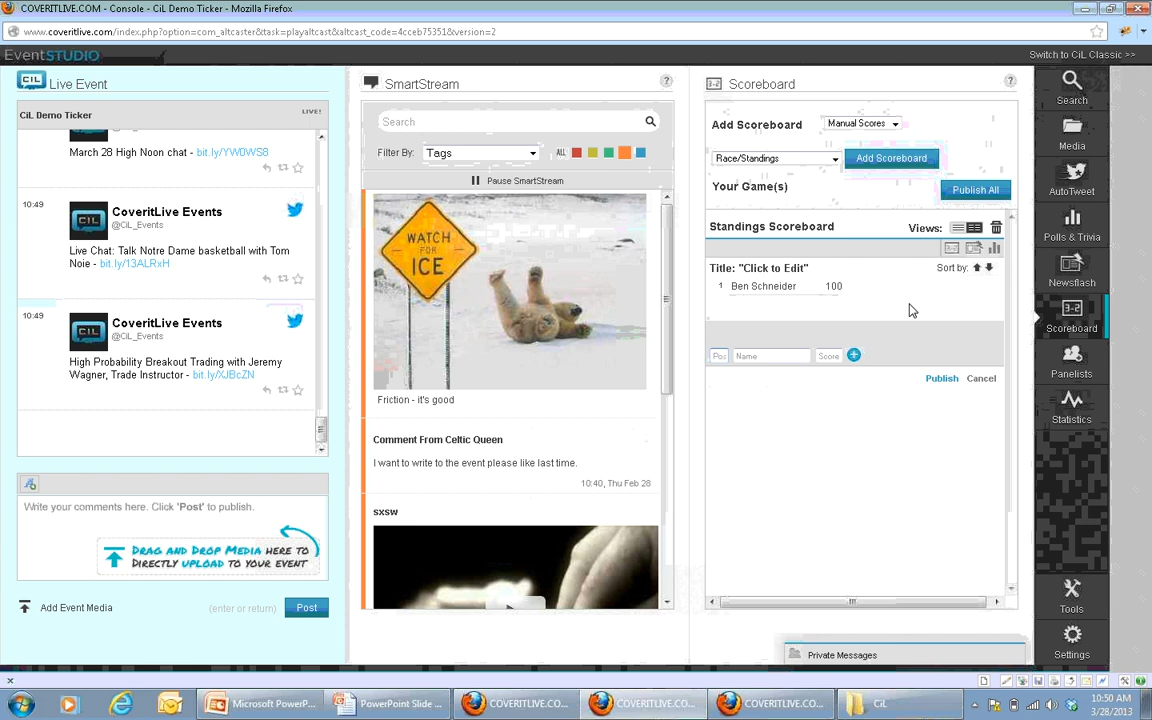 COVERITLIVE.COM - Console - CiL Demo Ticker - Mozilla Firefox
www.coveritlive.com/index.php?option=com_altcaster&task=playaltcast&altcast_code=4cceb75351&version=2
EventSTUDIO
Switch to CiL Classic >>
CiL Live Event
CiL Demo Ticker
LIVE!
March 28 High Noon chat - bit.ly/YW0WS8
10:49
CiL
CoveritLive Events
@CiL_Events
Live Chat: Talk Notre Dame basketball with Tom
Noie - bit.ly/13ALRxH
10:49
CiL
CoveritLive Events
@CiL_Events
High Probability Breakout Trading with Jeremy
Wagner, Trade Instructor - bit.ly/XJBcZN
Write your comments here. Click 'Post' to publish.
DRAG AND DROP MEDIA HERE TO
DIRECTLY UPLOAD TO YOUR EVENT
Add Event Media
(enter or return)
Post
SmartStream
?
Search
Filter By:
Tags
ALL
Pause SmartStream
WATCH
FOR
ICE
Friction - it's good
Comment From Celtic Queen
I want to write to the event please like last time.
10:40, Thu Feb 28
sxsw
3-2
Scoreboard
?
Add Scoreboard
Manual Scores
Race/Standings
Add Scoreboard
Your Game(s)
Publish All
Standings Scoreboard
Views:
Title: "Click to Edit"
Sort by:
1 Ben Schneider 100
Pos
Name
Score
Publish
Cancel
Private Messages
Search
Media
AutoTweet
Polls & Trivia
Newsflash
3-2
Scoreboard
Panelists
Statistics
Tools
Settings
Microsoft PowerP...
PowerPoint Slide ...
COVERITLIVE.CO...
COVERITLIVE.CO...
COVERITLIVE.CO...
CiL
10:50 AM
3/28/2013